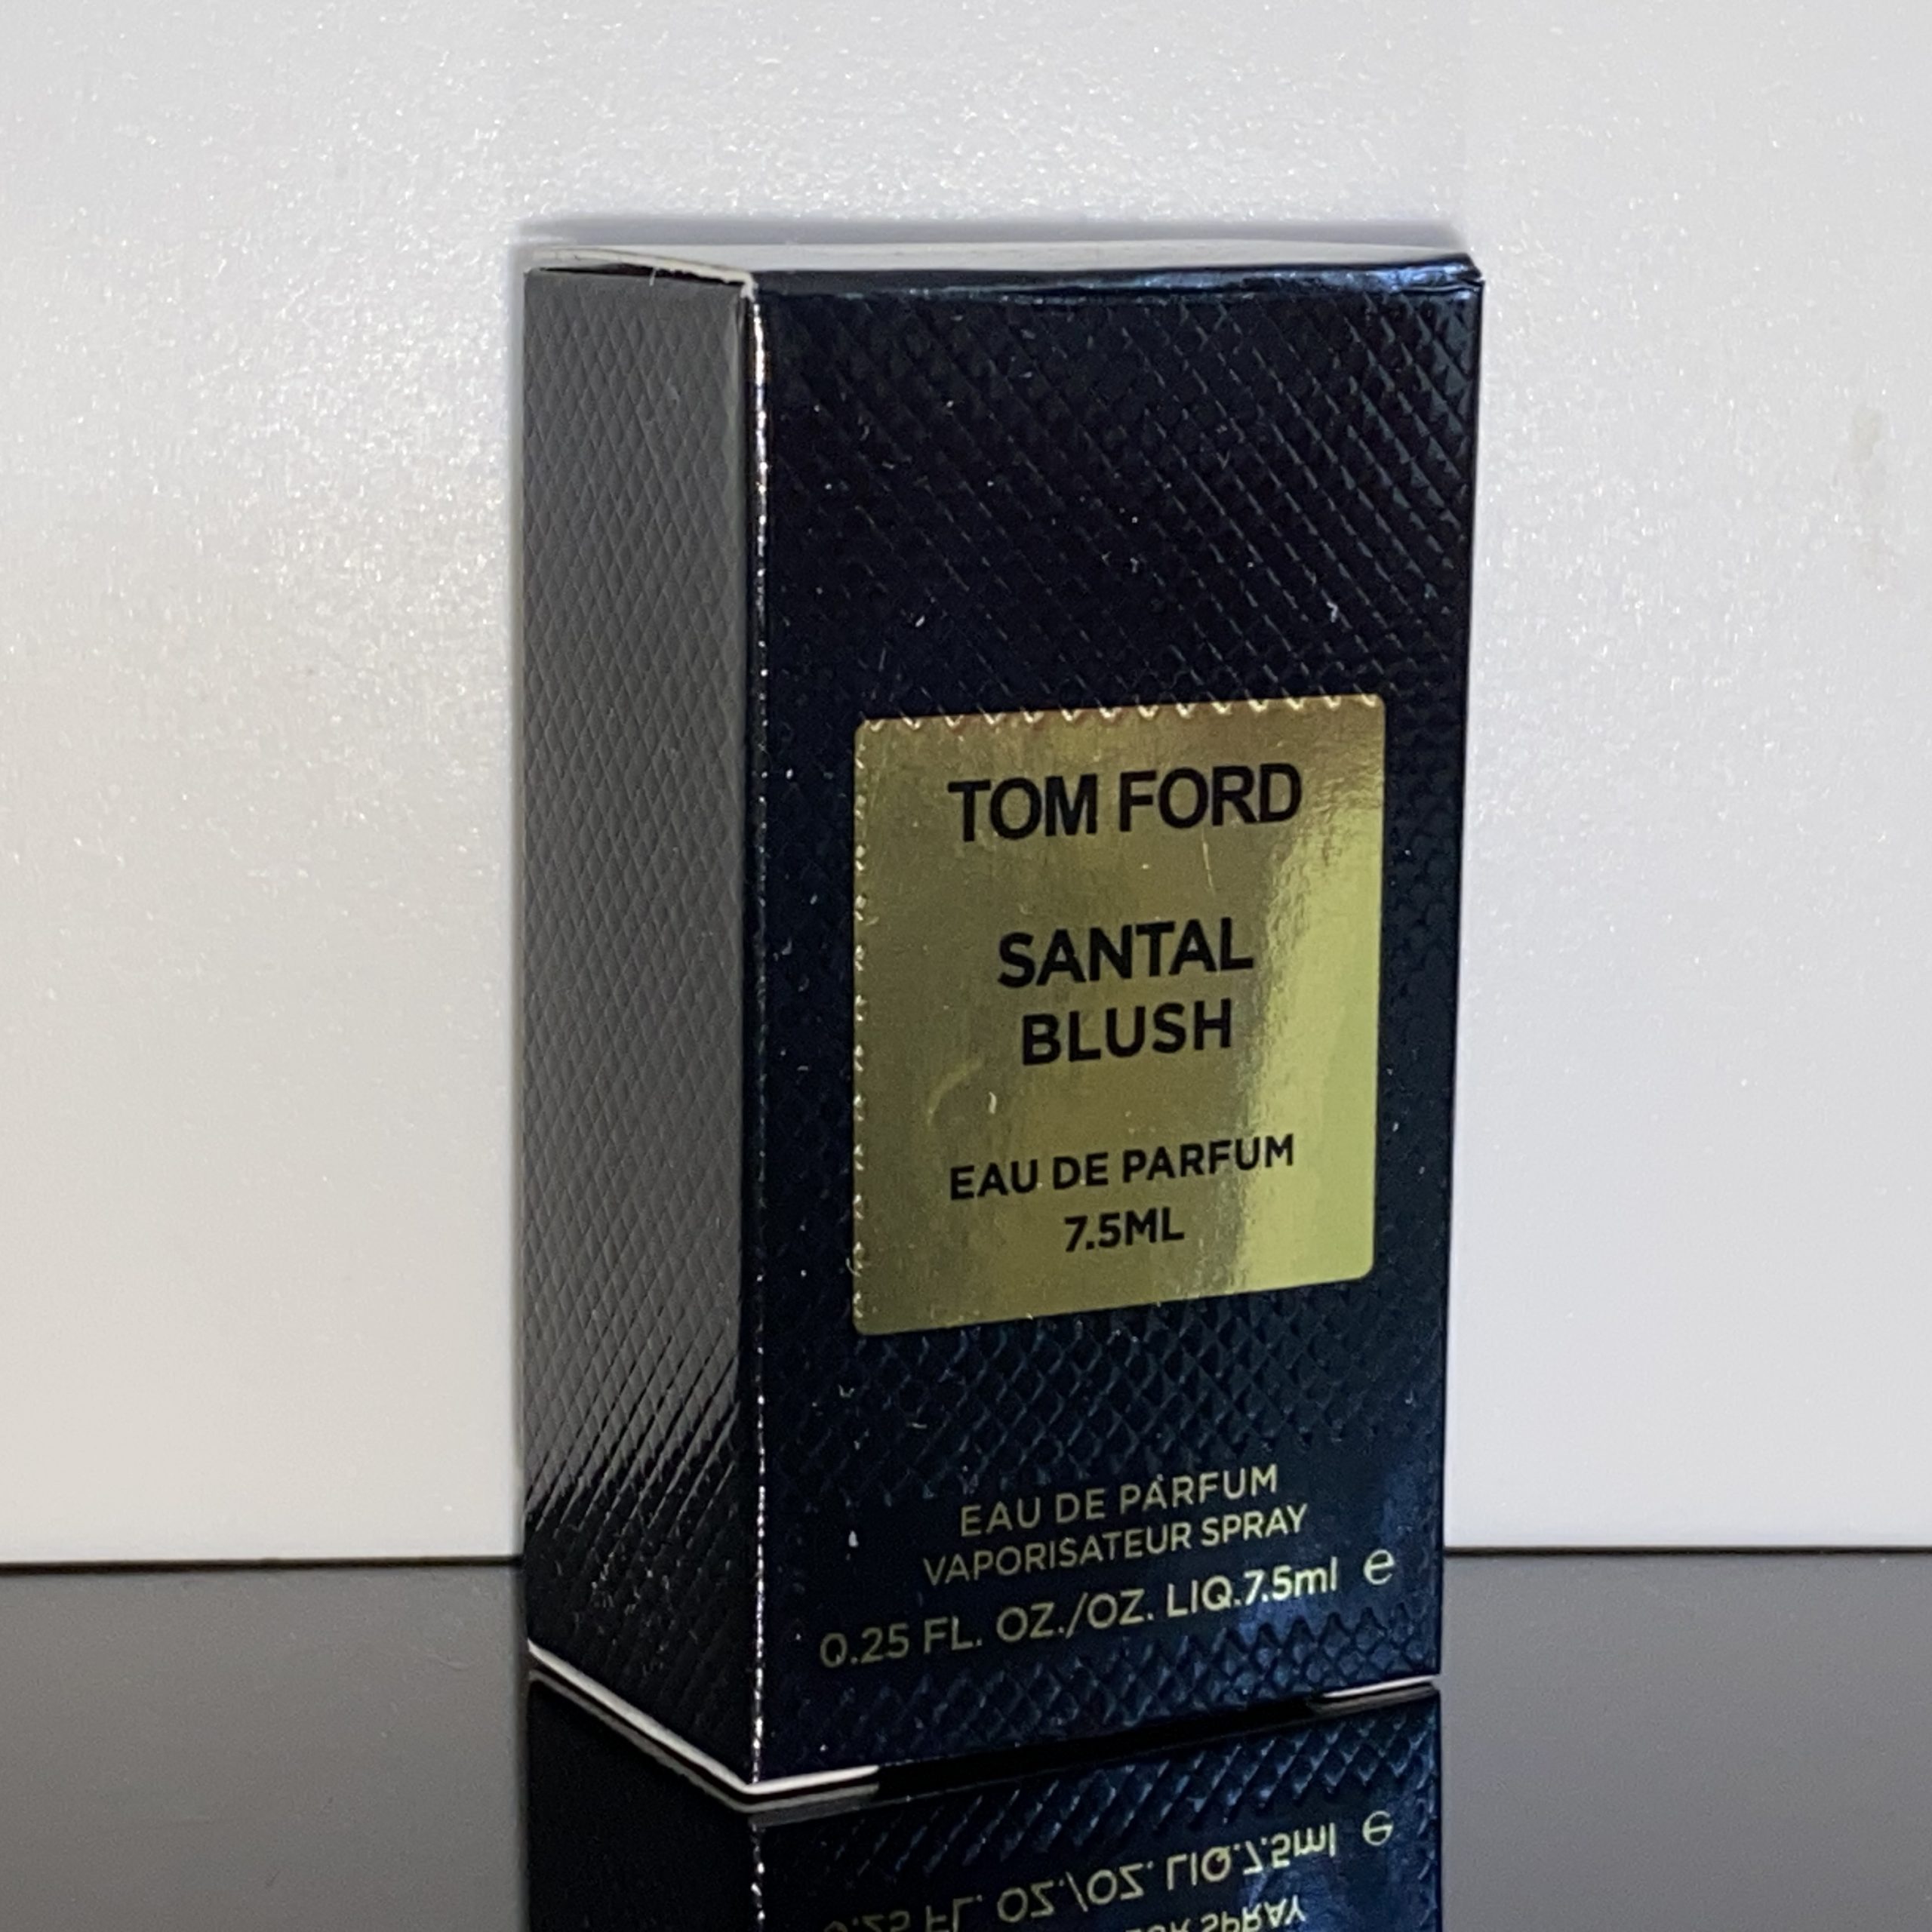 TOM FORD
SANTAL
BLUSH
EAU DE PARFUM
7.5ML
EAU DE PARFUM
VAPORISATEUR SPRAY
0.25 FL. OZ./OZ. LIQ.7.5ml e